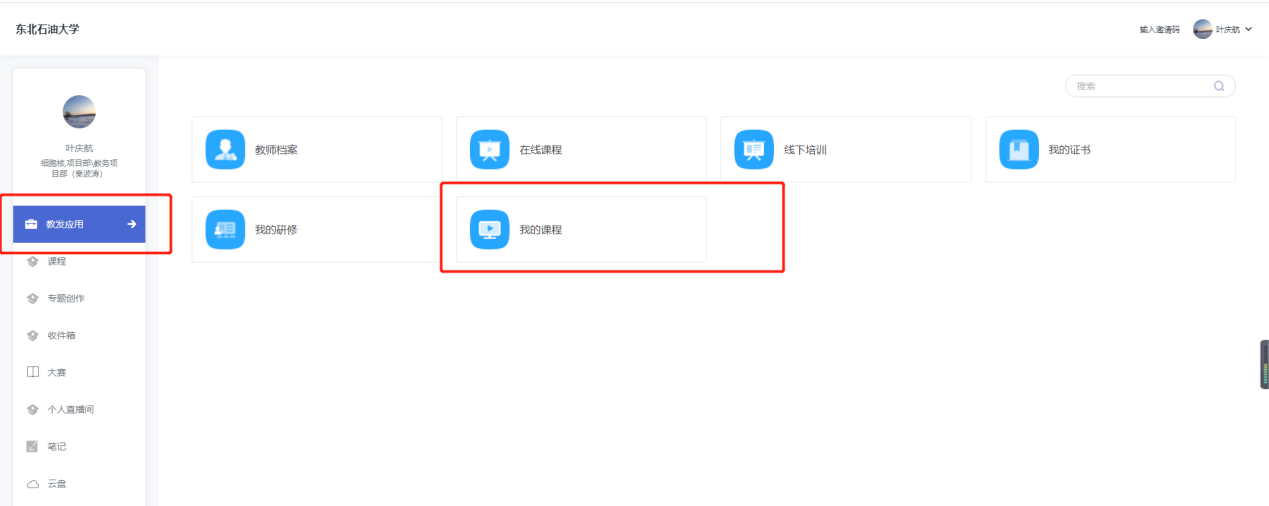 东北石油大学
输入邀请码
叶庆航
搜索
叶庆航
细胞核,项目部\教务项
目部（秦波涛）
教发应用
课程
专题创作
收件箱
大赛
个人直播间
笔记
云盘
教师档案
在线课程
线下培训
我的证书
我的研修
我的课程